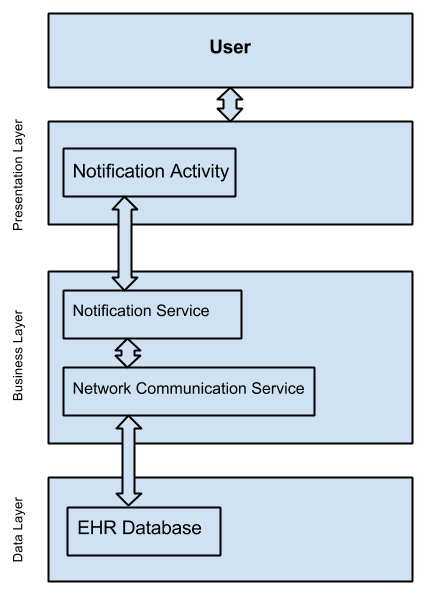 User
Presentation Layer
Notification Activity
Business Layer
Notification Service
Network Communication Service
Data Layer
EHR Database